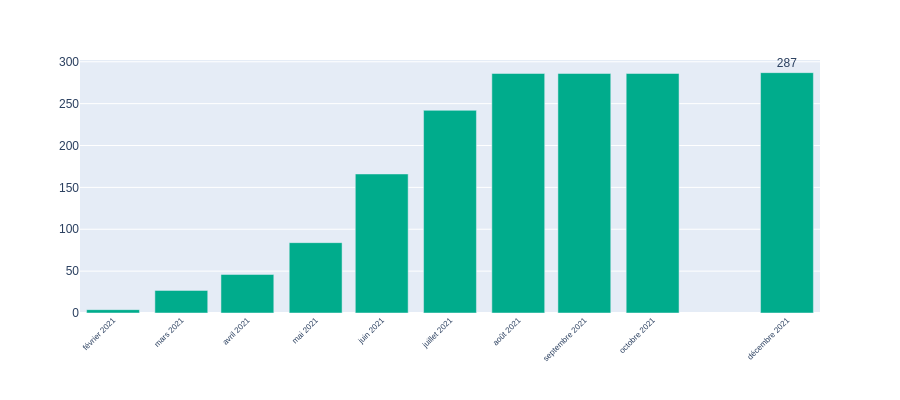 287
300
250
200
150
100
50
0
février 2021
mars 2021
avril 2021
mai 2021
juin 2021
juillet 2021
août 2021
septembre 2021
octobre 2021
décembre 2021